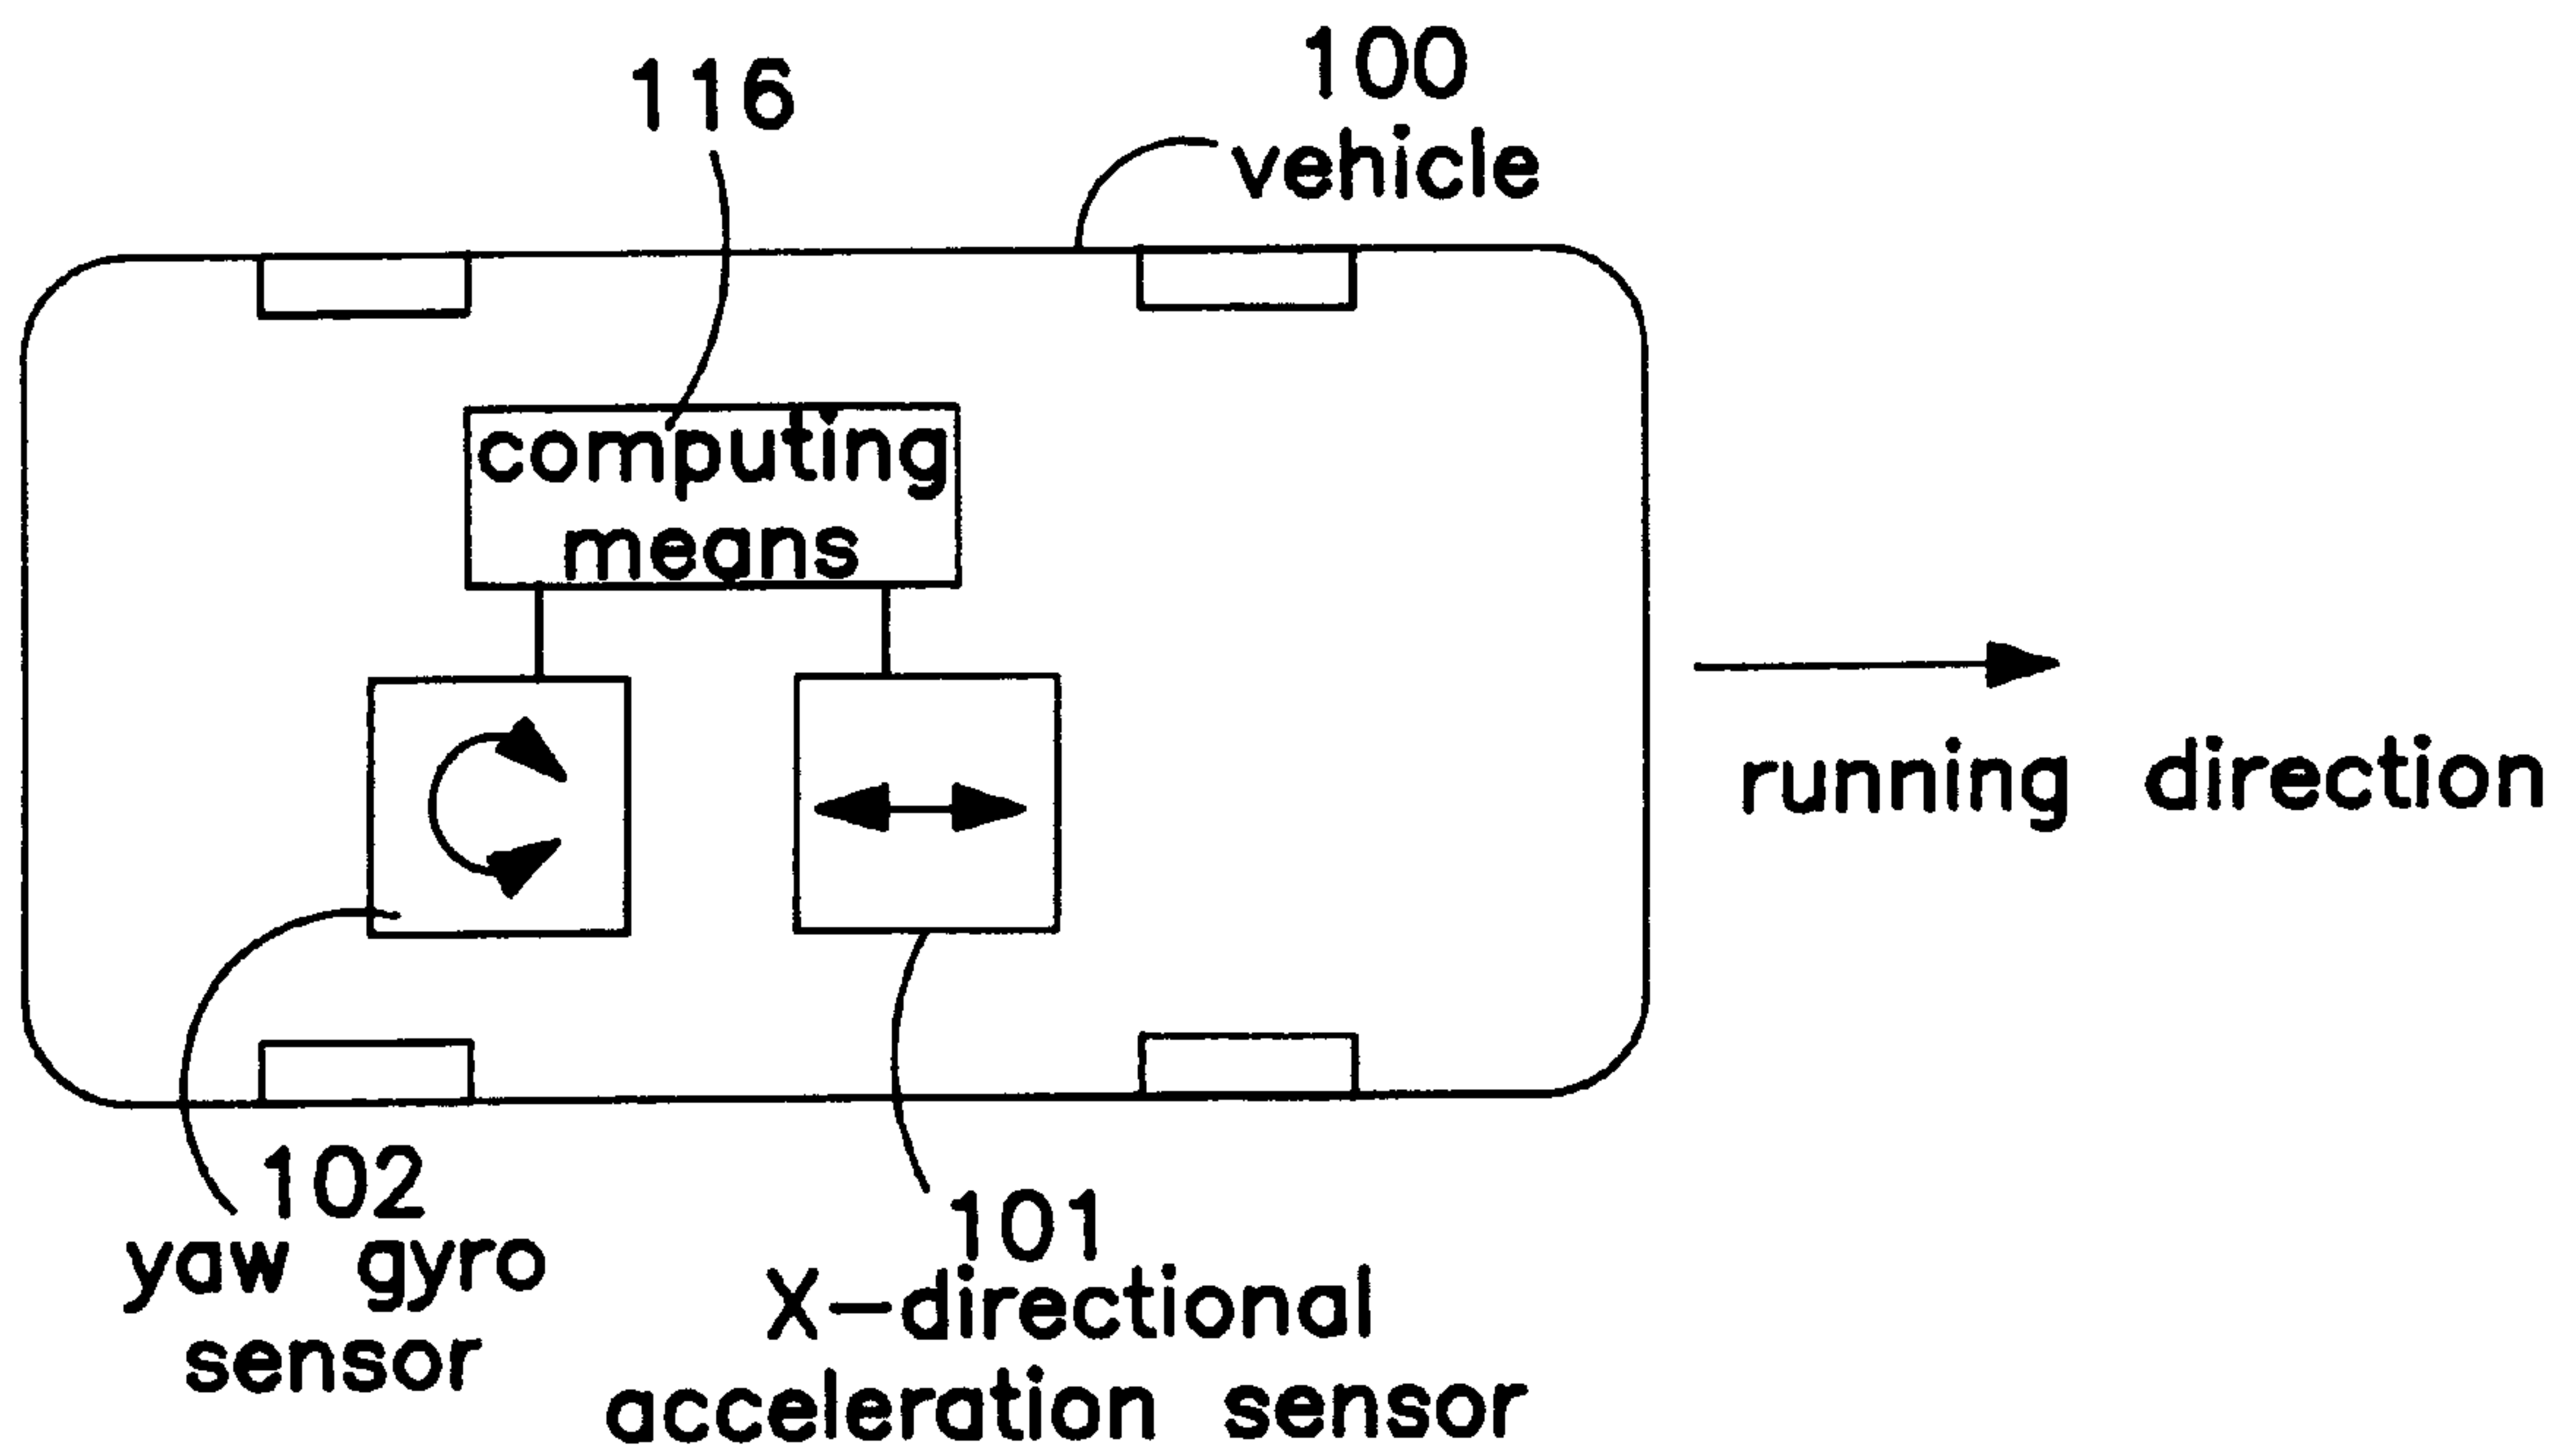 116
100
vehicle
computing
means
running direction
102
yaw gyro
sensor
101
X-directional
acceleration sensor